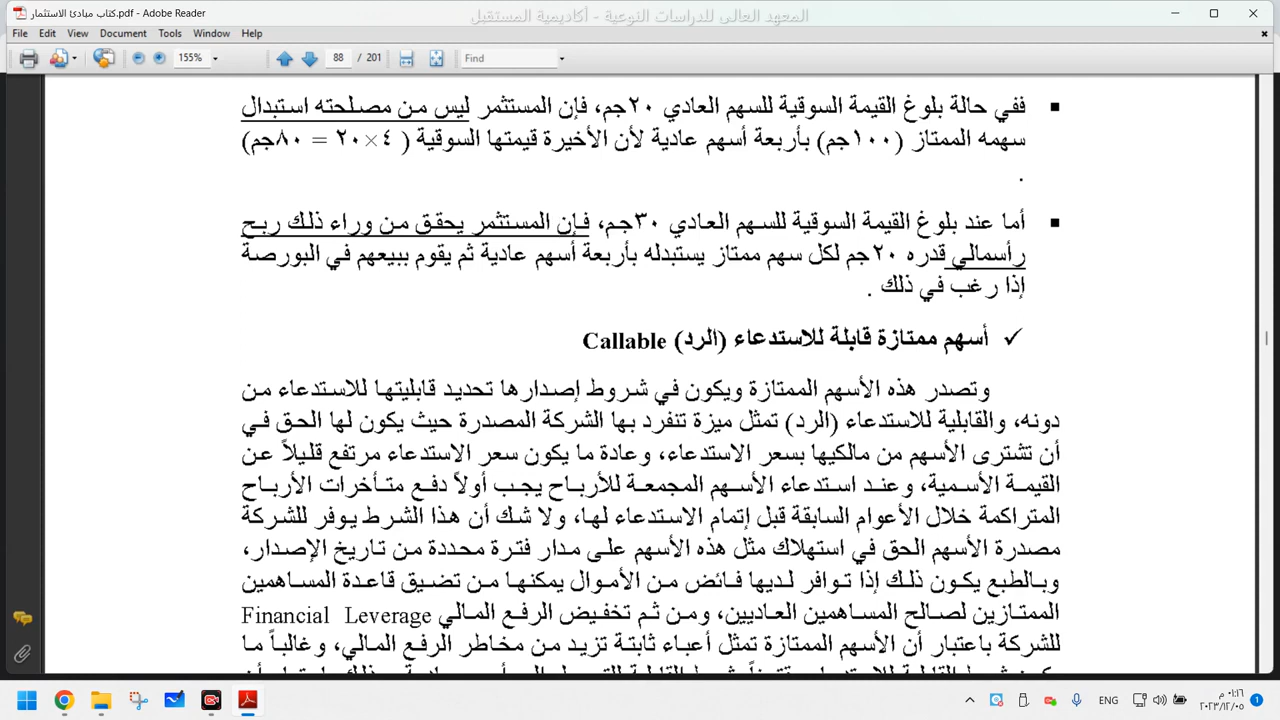 كتاب مبادئ الاستثمار.pdf - Adobe Reader
المعهد العالى للدراسات النوعية - أكاديمية المستقبل
File Edit View Document Tools Window Help
155% 88 / 201 Find
▪ ففي حالة بلوغ القيمة السوقية للسهم العادي ٢٠جم، فإن المستثمر ليس من مصلحته استبدال
سهمه الممتاز (١٠٠جم) بأربعة أسهم عادية لأن الأخيرة قيمتها السوقية ( ٤×٢٠ = ٨٠جم)
.
▪ أما عند بلوغ القيمة السوقية للسهم العادي ٣٠جم، فإن المستثمر يحقق من وراء ذلك ربح
رأسمالي قدره ٢٠جم لكل سهم ممتاز يستبدله بأربعة أسهم عادية ثم يقوم ببيعهم في البورصة
إذا رغب في ذلك .
✓ أسهم ممتازة قابلة للاستدعاء (الرد) Callable
وتصدر هذه الأسهم الممتازة ويكون في شروط إصدارها تحديد قابليتها للاستدعاء من
دونه، والقابلية للاستدعاء (الرد) تمثل ميزة تنفرد بها الشركة المصدرة حيث يكون لها الحق في
أن تشترى الأسهم من مالكيها بسعر الاستدعاء، وعادة ما يكون سعر الاستدعاء مرتفع قليلاً عن
القيمة الأسمية، وعند استدعاء الأسهم المجمعة للأرباح يجب أولاً دفع متأخرات الأرباح
المتراكمة خلال الأعوام السابقة قبل إتمام الاستدعاء لها، ولا شك أن هذا الشرط يوفر للشركة
مصدرة الأسهم الحق في استهلاك مثل هذه الأسهم على مدار فترة محددة من تاريخ الإصدار،
وبالطبع يكون ذلك إذا توافر لديها فائض من الأموال يمكنها من تضيق قاعدة المساهمين
الممتازين لصالح المساهمين العاديين، ومن ثم تخفيض الرفع المالي Financial Leverage
للشركة باعتبار أن الأسهم الممتازة تمثل أعباء ثابتة تزيد من مخاطر الرفع المالي، وغالباً ما
ENG
٠١:١٦ م
٢٠٢٣/١٢/٠٥
1